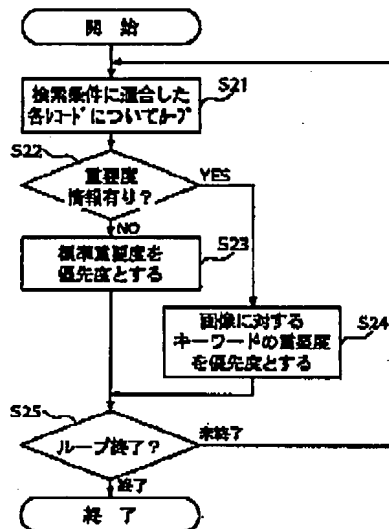 開始
S21
検索条件に適合した
各レコードについてループ
S22
重要度
情報有り?
YES
NO
S23
標準重要度を
優先度とする
画像に対する
キーワードの重要度
を優先度とする
S24
S25
ループ終了?
未終了
終了
終了